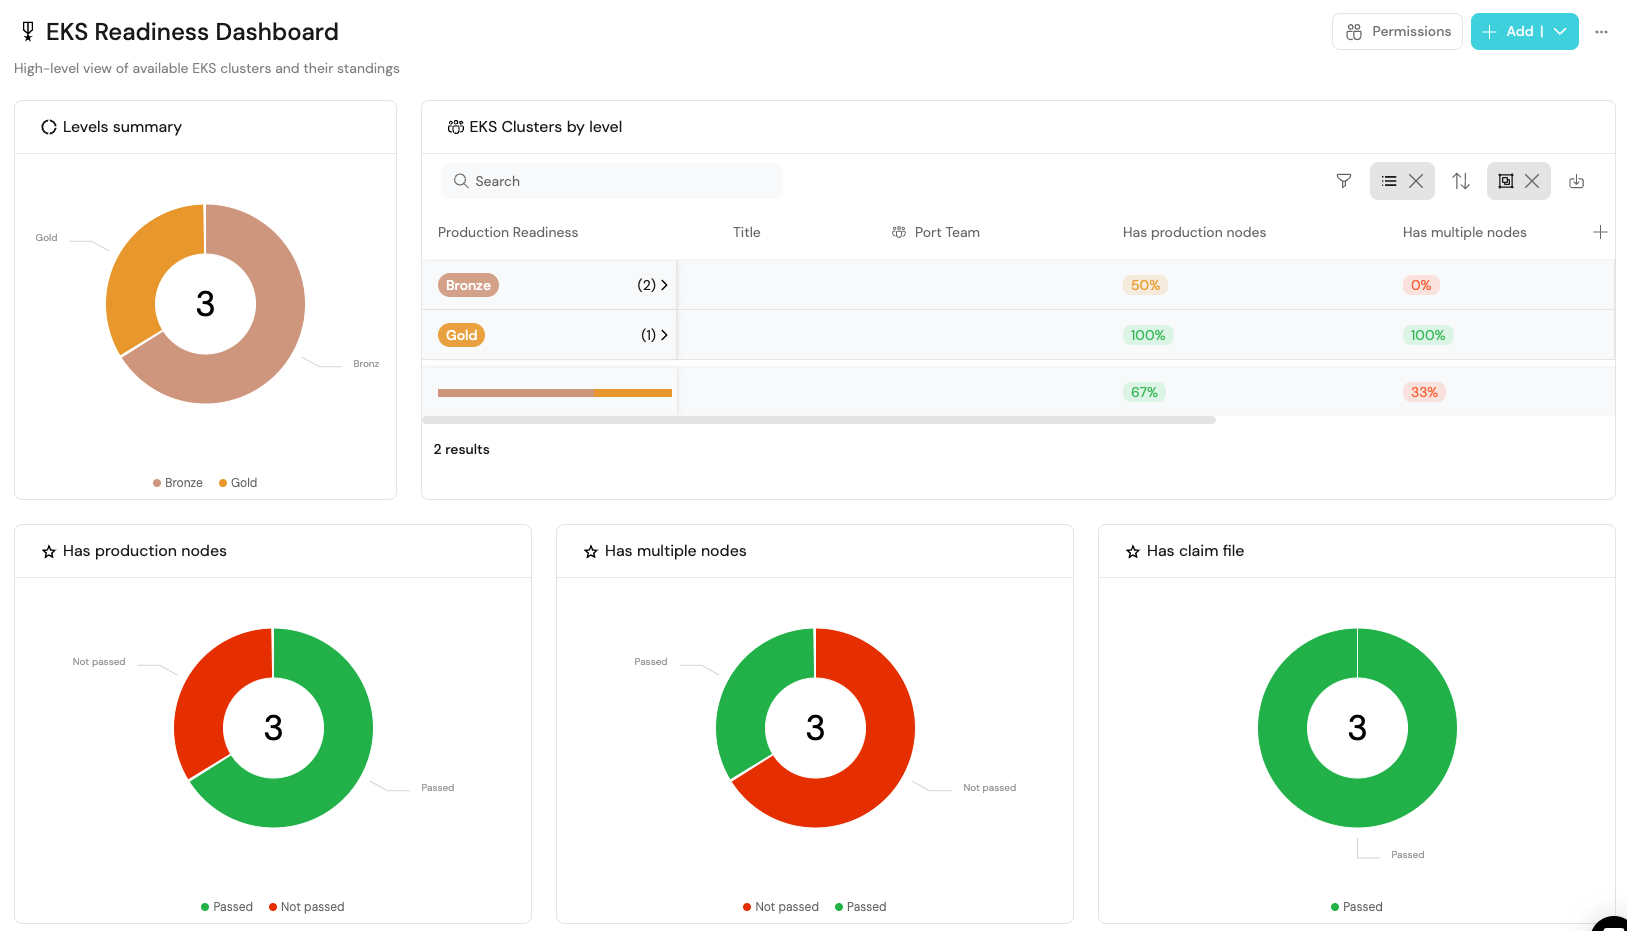 EKS Readiness Dashboard
Permissions
Add
High-level view of available EKS clusters and their standings
Levels summary
Gold
3
Bronz
Bronze Gold
EKS Clusters by level
Search
Production Readiness Title Port Team Has production nodes Has multiple nodes
Bronze (2) 50% 0%
Gold (1) 100% 100%
67% 33%
2 results
Has production nodes
Not passed
3
Passed
Passed Not passed
Has multiple nodes
Passed
3
Not passed
Not passed Passed
Has claim file
3
Passed
Passed